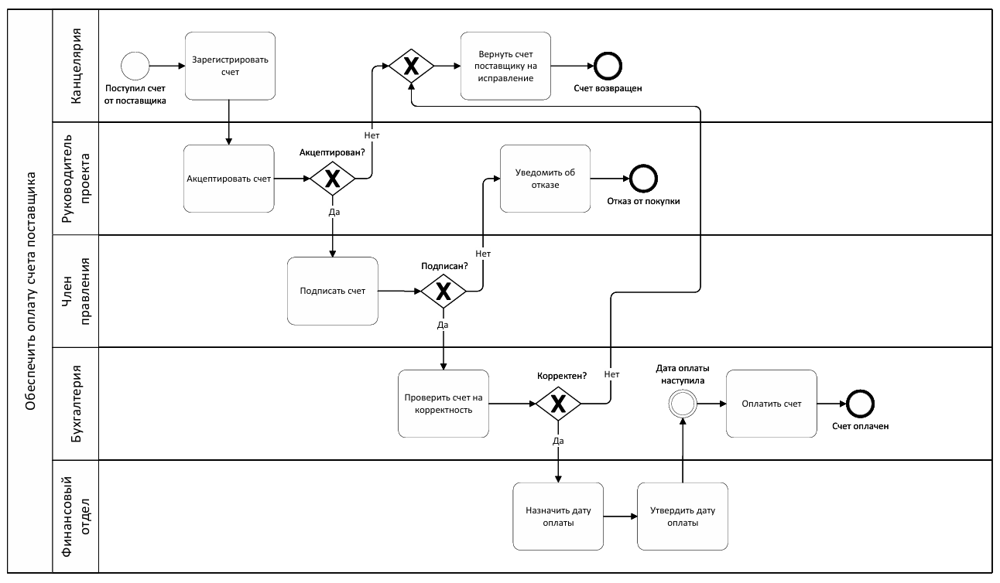 Обеспечить оплату счета поставщика
Канцелярия
Поступил счет
от поставщика
Зарегистрировать
счет
X
Вернуть счет
поставщику на
исправление
Счет возвращен
Руководитель
проекта
Акцептировать счет
Акцептирован?
X
Нет
Да
Уведомить об
отказе
Отказ от покупки
Член
правления
Подписать счет
Подписан?
X
Нет
Да
Бухгалтерия
Проверить счет на
корректность
Корректен?
X
Нет
Да
Дата оплаты
наступила
Оплатить счет
Счет оплачен
Финансовый
отдел
Назначить дату
оплаты
Утвердить дату
оплаты